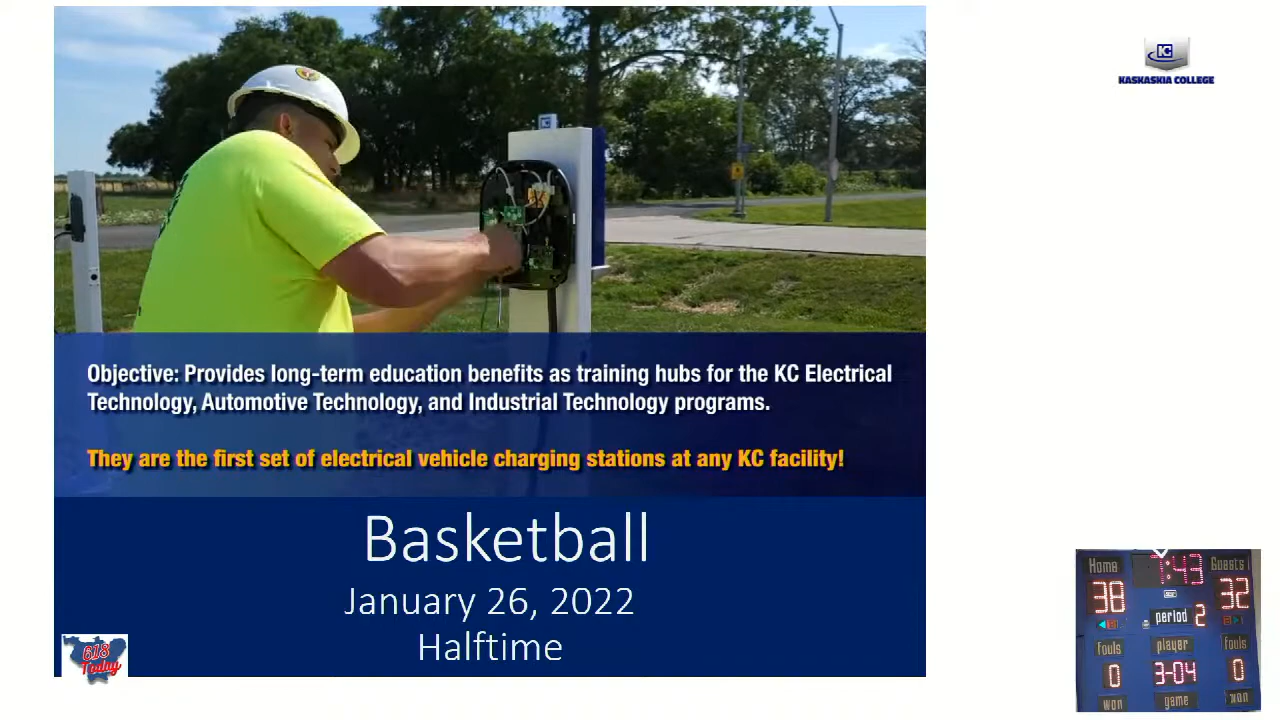 KC
KASKASKIA COLLEGE
Objective: Provides long-term education benefits as training hubs for the KC Electrical
Technology, Automotive Technology, and Industrial Technology programs.
They are the first set of electrical vehicle charging stations at any KC facility!
Basketball
January 26, 2022
Halftime
618
Today
Home
7:43
Guests
38
32
period 2
fouls
player
fouls
0
3-04
0
won
game
won